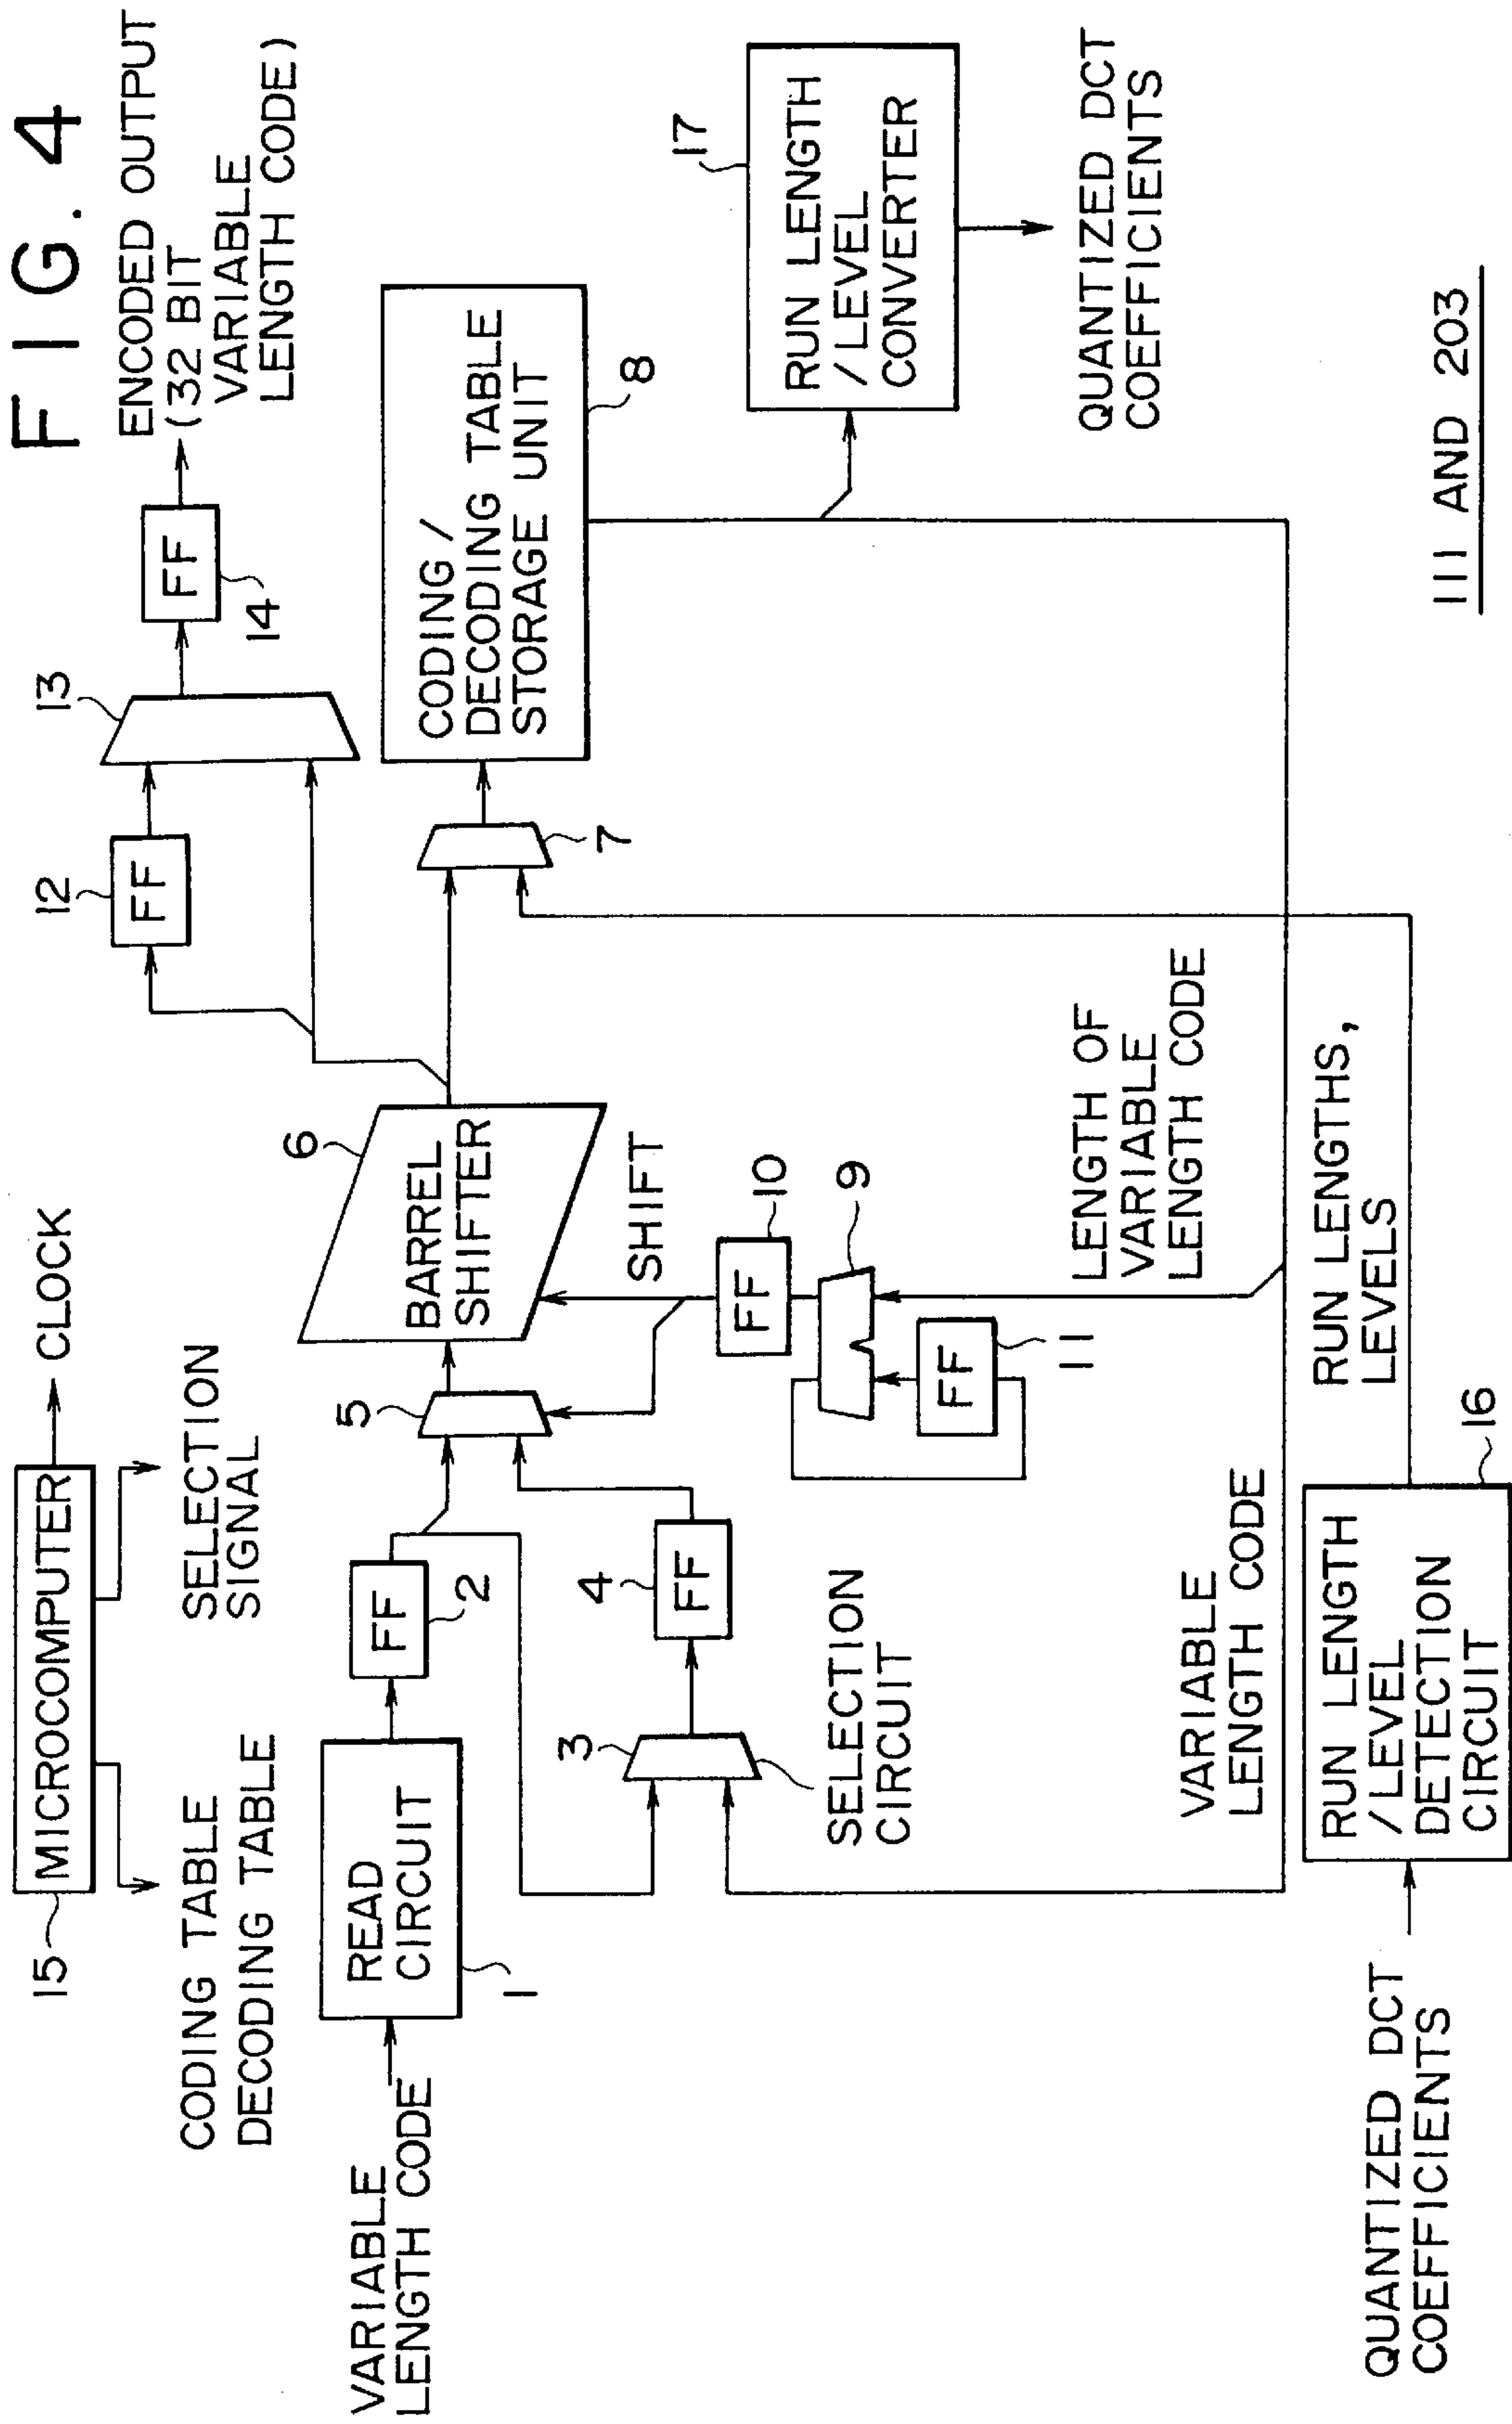 FIG. 4
15
MICROCOMPUTER
CLOCK
CODING TABLE
DECODING TABLE
SELECTION
SIGNAL
VARIABLE
LENGTH CODE
READ
CIRCUIT
1
FF
2
3
SELECTION
CIRCUIT
4
FF
5
6
BARREL
SHIFTER
SHIFT
10
FF
9
FF
11
LENGTH OF
VARIABLE
LENGTH CODE
VARIABLE
LENGTH CODE
12
FF
13
FF
14
ENCODED OUTPUT
(32 BIT
VARIABLE
LENGTH CODE)
7
CODING/
DECODING TABLE
STORAGE UNIT
8
17
RUN LENGTH
/LEVEL
CONVERTER
QUANTIZED DCT
COEFFICIENTS
QUANTIZED DCT
COEFFICIENTS
RUN LENGTH
/LEVEL
DETECTION
CIRCUIT
16
RUN LENGTHS,
LEVELS
111 AND 203